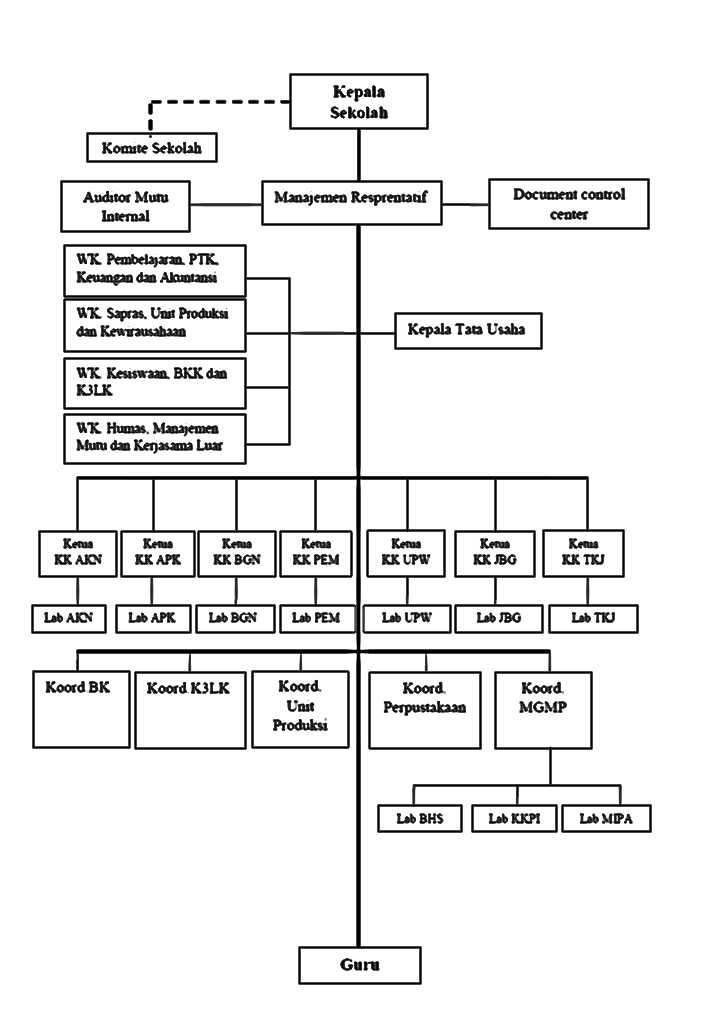 Kepala
Sekolah
Komite Sekolah
Auditor Mutu
Internal
Manajemen Resprentatif
Document control
center
WK. Pembelajaran, PTK,
Keuangan dan Akuntansi
WK. Sapras, Unit Produksi
dan Kewirausahaan
Kepala Tata Usaha
WK. Kesiswaan, BKK dan
K3LK
WK. Humas, Manajemen
Mutu dan Kerjasama Luar
Ketua
KK AKN
Ketua
KK APK
Ketua
KK BGN
Ketua
KK PEM
Ketua
KK UPW
Ketua
KK JBG
Ketua
KK TKJ
Lab AKN
Lab APK
Lab BGN
Lab PEM
Lab UPW
Lab JBG
Lab TKJ
Koord BK
Koord K3LK
Koord.
Unit
Produksi
Koord.
Perpustakaan
Koord.
MGMP
Lab BHS
Lab KKPI
Lab MIPA
Guru